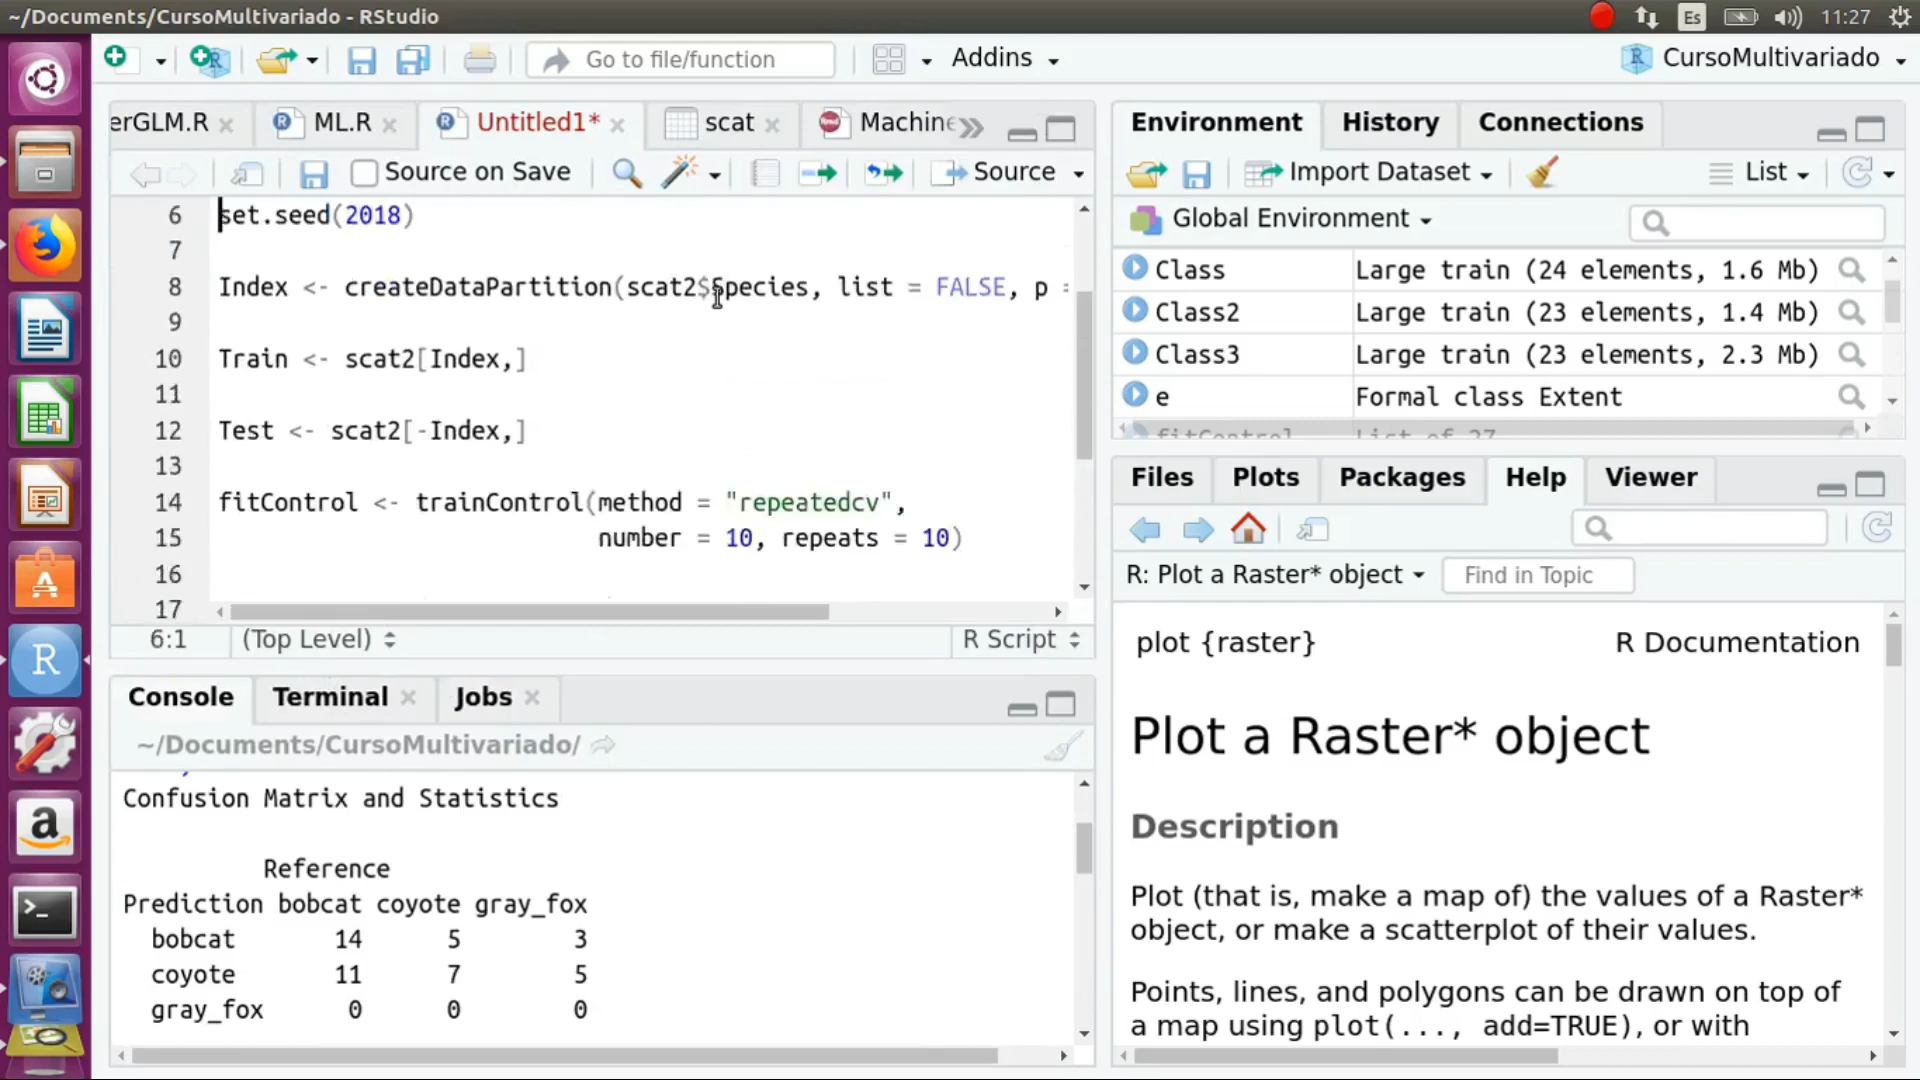 ~/Documents/CursoMultivariado - RStudio
Es
11:27
Go to file/function
Addins
CursoMultivariado
erGLM.R
ML.R
Untitled1*
scat
Machine
Source on Save
Source
6 set.seed(2018)
7
8 Index <- createDataPartition(scat2$Species, list = FALSE, p =
9
10 Train <- scat2[Index,]
11
12 Test <- scat2[-Index,]
13
14 fitControl <- trainControl(method = "repeatedcv",
15 number = 10, repeats = 10)
16
17
6:1
(Top Level)
R Script
Console
Terminal
Jobs
~/Documents/CursoMultivariado/
Confusion Matrix and Statistics
Reference
Prediction bobcat coyote gray_fox
bobcat 14 5 3
coyote 11 7 5
gray_fox 0 0 0
Environment
History
Connections
Import Dataset
List
Global Environment
Class Large train (24 elements, 1.6 Mb)
Class2 Large train (23 elements, 1.4 Mb)
Class3 Large train (23 elements, 2.3 Mb)
e Formal class Extent
fitControl List of 27
Files
Plots
Packages
Help
Viewer
R: Plot a Raster* object
Find in Topic
plot {raster}
R Documentation
Plot a Raster* object
Description
Plot (that is, make a map of) the values of a Raster*
object, or make a scatterplot of their values.
Points, lines, and polygons can be drawn on top of
a map using plot(..., add=TRUE), or with